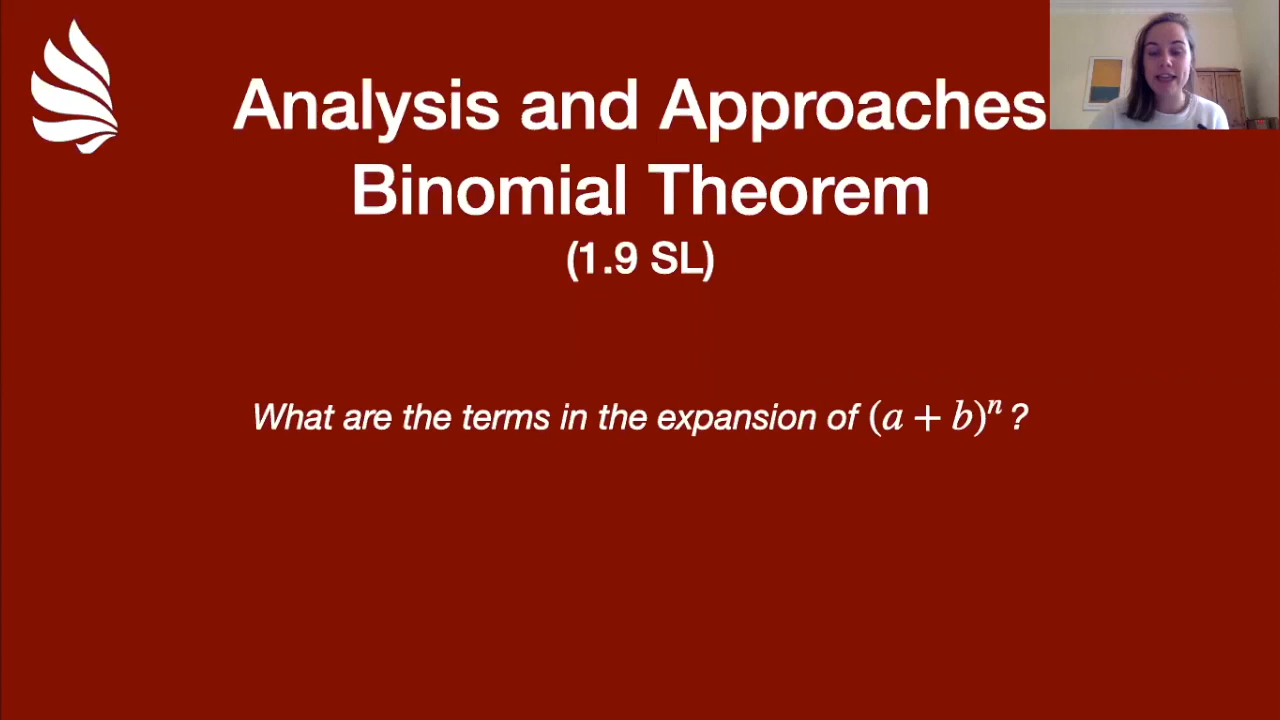 Analysis and Approaches
Binomial Theorem
(1.9 SL)
What are the terms in the expansion of (a + b)ⁿ ?